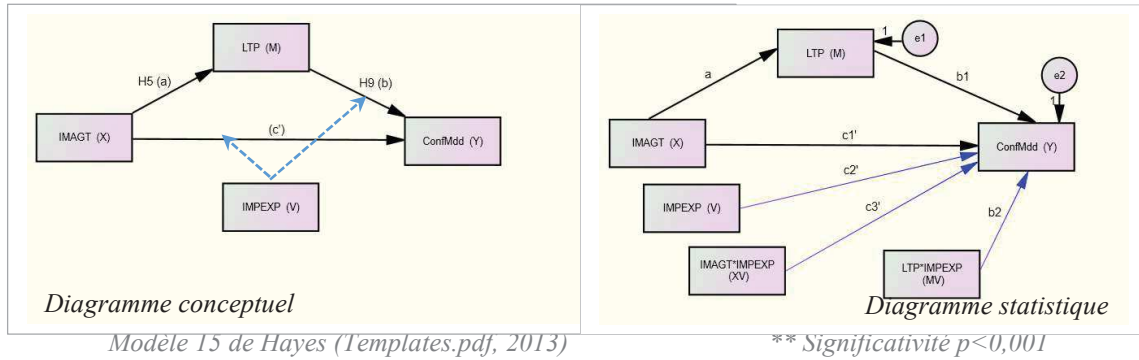 LTP (M)
H5 (a)
H9 (b)
(c')
IMAGT (X)
ConfMdd (Y)
IMPEXP (V)
Diagramme conceptuel
LTP (M)
1
e1
e2
1
a
b1
IMAGT (X)
c1'
ConfMdd (Y)
c2'
IMPEXP (V)
c3'
b2
IMAGT*IMPEXP
(XV)
LTP*IMPEXP
(MV)
Diagramme statistique
Modèle 15 de Hayes (Templates.pdf, 2013)
** Significativité p<0,001